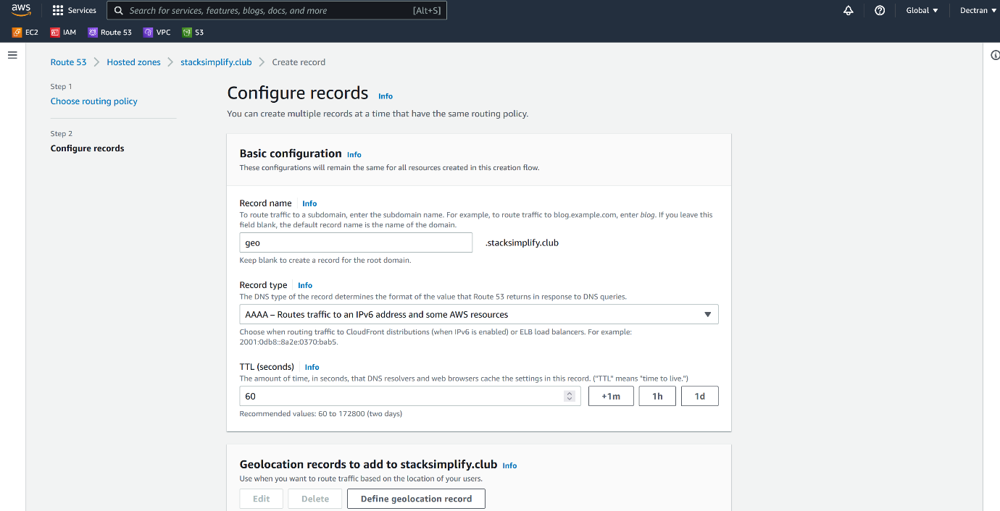 aws Services Search for services, features, blogs, docs, and more [Alt+S] Global ▼ Dectran ▼
EC2 IAM Route 53 VPC S3
Route 53 > Hosted zones > stacksimplify.club > Create record
Step 1
Choose routing policy
Step 2
Configure records
Configure records Info
You can create multiple records at a time that have the same routing policy.
Basic configuration Info
These configurations will remain the same for all resources created in this creation flow.
Record name Info
To route traffic to a subdomain, enter the subdomain name. For example, to route traffic to blog.example.com, enter blog. If you leave this
field blank, the default record name is the name of the domain.
geo .stacksimplify.club
Keep blank to create a record for the root domain.
Record type Info
The DNS type of the record determines the format of the value that Route 53 returns in response to DNS queries.
AAAA – Routes traffic to an IPv6 address and some AWS resources
Choose when routing traffic to CloudFront distributions (when IPv6 is enabled) or ELB load balancers. For example:
2001:0db8::8a2e:0370:bab5.
TTL (seconds) Info
The amount of time, in seconds, that DNS resolvers and web browsers cache the settings in this record. ("TTL" means "time to live.")
60 +1m 1h 1d
Recommended values: 60 to 172800 (two days)
Geolocation records to add to stacksimplify.club Info
Use when you want to route traffic based on the location of your users.
Edit Delete Define geolocation record